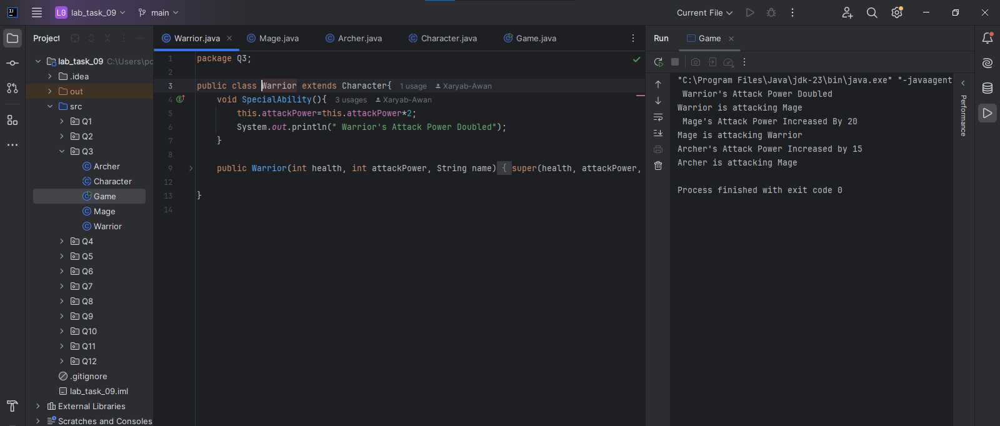 L0 lab_task_09 main Current File
Project
Warrior.java Mage.java Archer.java Character.java Game.java
Run Game
lab_task_09 C:\Users\pc
.idea
out
src
Q1
Q2
Q3
Archer
Character
Game
Mage
Warrior
Q4
Q5
Q6
Q7
Q8
Q9
Q10
Q11
Q12
.gitignore
lab_task_09.iml
External Libraries
Scratches and Consoles
1 package Q3;
2
3 public class Warrior extends Character{ 1 usage Xaryab-Awan
4 void SpecialAbility(){ 3 usages Xaryab-Awan
5 this.attackPower=this.attackPower*2;
6 System.out.println(" Warrior's Attack Power Doubled");
7 }
8
9 public Warrior(int health, int attackPower, String name) { super(health, attackPower,
12
13 }
14
"C:\Program Files\Java\jdk-23\bin\java.exe" "-javaagent
Warrior's Attack Power Doubled
Warrior is attacking Mage
Mage's Attack Power Increased By 20
Mage is attacking Warrior
Archer's Attack Power Increased by 15
Archer is attacking Mage
Process finished with exit code 0
Performance